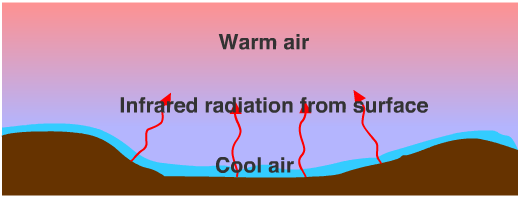 Warm air
Infrared radiation from surface
Cool air